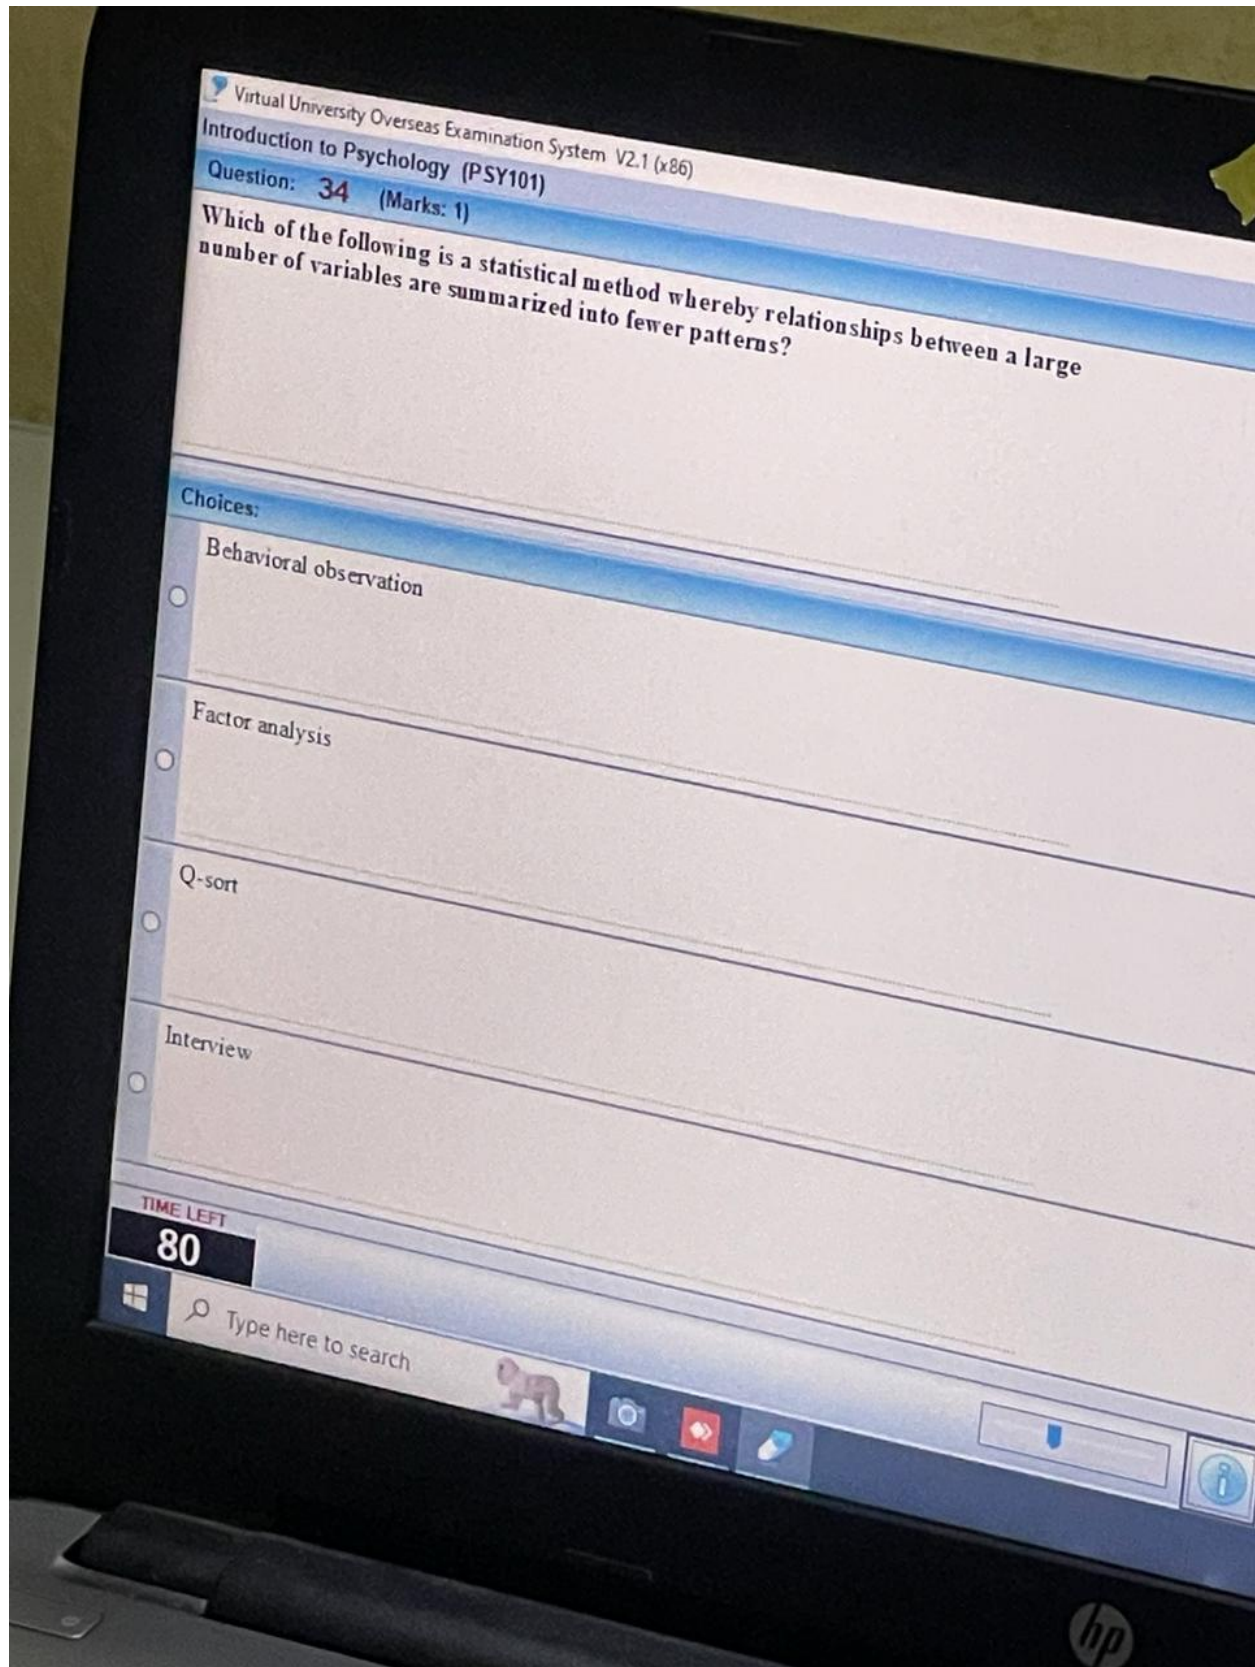 Virtual University Overseas Examination System V2.1 (x86)
Introduction to Psychology (PSY101)
Question: 34 (Marks: 1)
Which of the following is a statistical method whereby relationships between a large
number of variables are summarized into fewer patterns?
Choices:
Behavioral observation
Factor analysis
Q-sort
Interview
TIME LEFT
80
Type here to search
hp